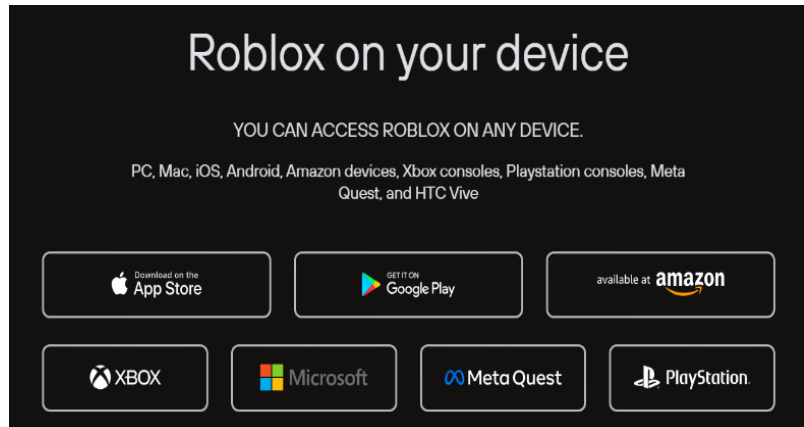 Roblox on your device
YOU CAN ACCESS ROBLOX ON ANY DEVICE.
PC, Mac, iOS, Android, Amazon devices, Xbox consoles, Playstation consoles, Meta
Quest, and HTC Vive
Download on the
App Store
GET IT ON
Google Play
available at amazon
XBOX
Microsoft
Meta Quest
PlayStation.